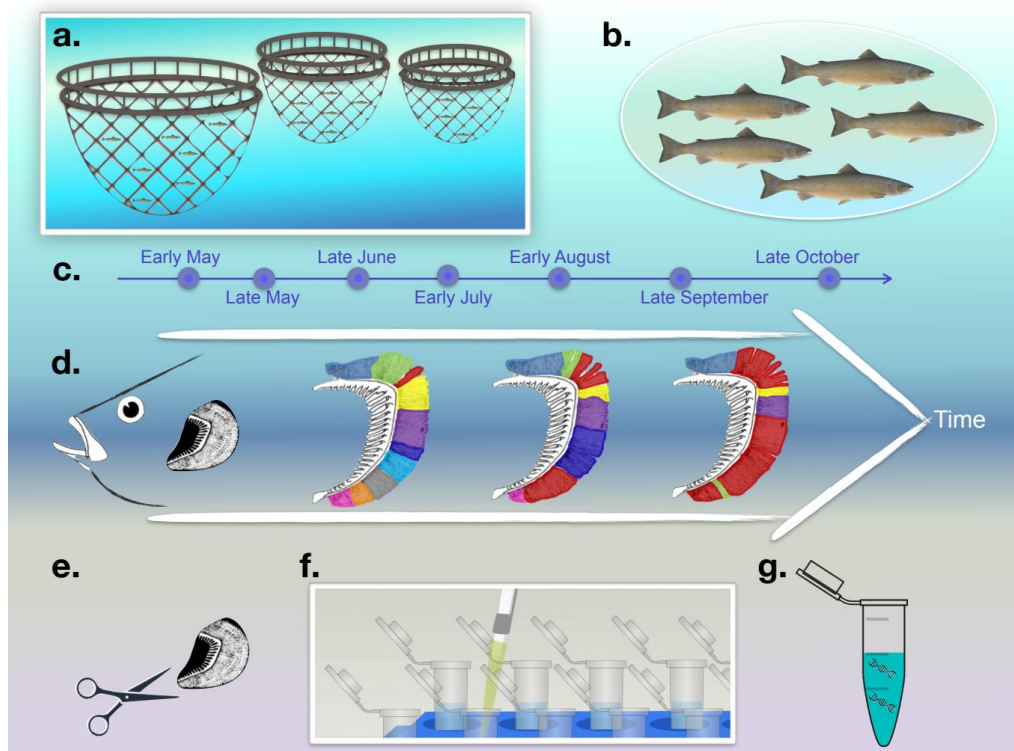 a.
b.
c.
Early May
Late June
Early August
Late October
Late May
Early July
Late September
d.
Time
e.
f.
g.